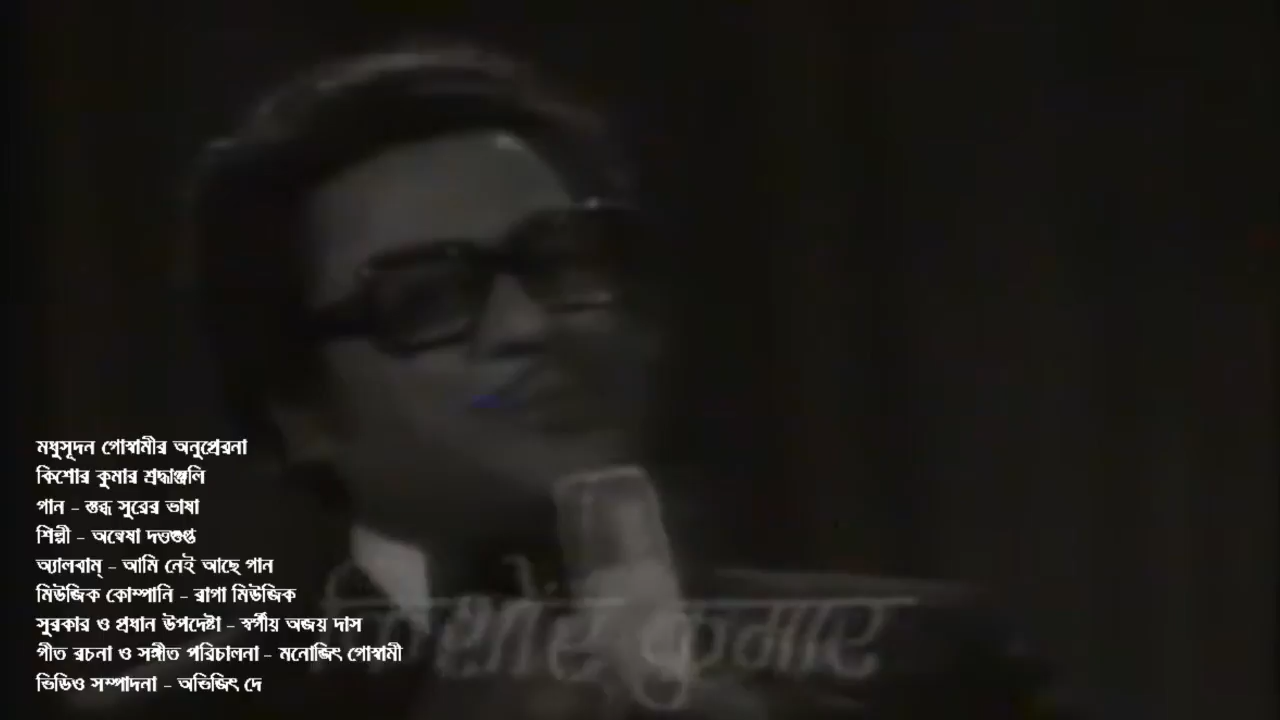 মধুসূদন গোস্বামীর অনুপ্রেরনা
কিশোর কুমার শ্রদ্ধাঞ্জলি
গান - স্তব্ধ সুরের ভাষা
শিল্পী - অন্বেষা দত্তগুপ্ত
অ্যালবাম্ - আমি নেই আছে গান
মিউজিক কোম্পানি - রাগা মিউজিক
সুরকার ও প্রধান উপদেষ্টা - স্বর্গীয় অজয় দাস
গীত রচনা ও সঙ্গীত পরিচালনা - মনোজিৎ গোস্বামী
ভিডিও সম্পাদনা - অভিজিৎ দে
किशोर कुमार